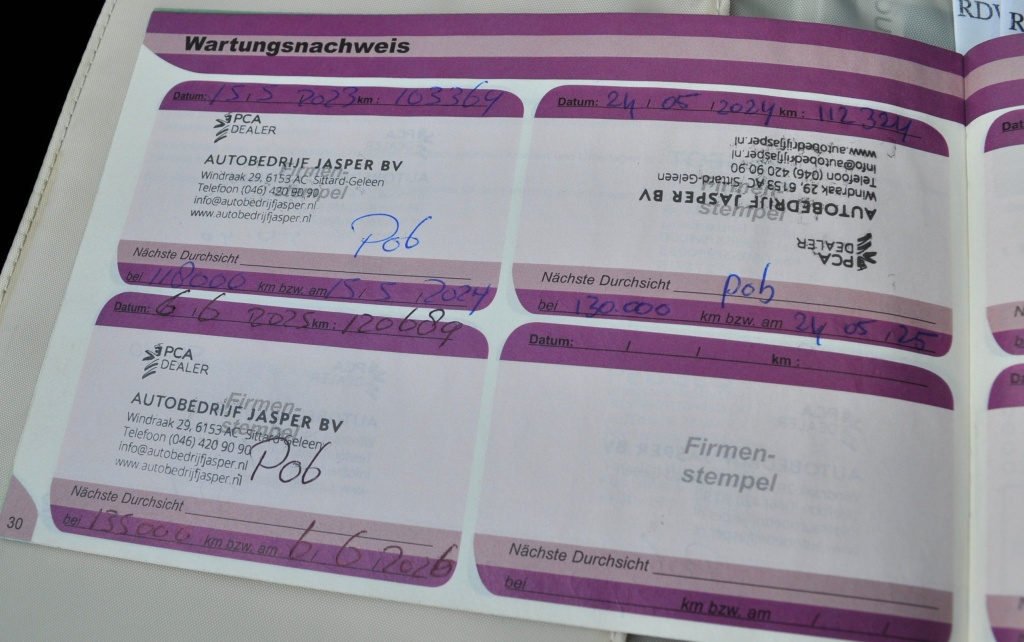 Wartungsnachweis
Datum: 15.5 2023 km: 103364
PCA
DEALER
AUTOBEDRIJF JASPER BV
Windraak 29, 6153 AC Sittard-Geleen
Telefoon (046) 420 90 90
info@autobedrijfjasper.nl
www.autobedrijfjasper.nl
Firmen-
stempel
Pob
Nächste Durchsicht
bei 118000 km bzw. am 15.5.2024
Datum: 24 / 05 / 2024 km: 112324
PCA
DEALER
AUTOBEDRIJF JASPER BV
Windraak 29, 6153 AC Sittard-Geleen
Telefoon (046) 420 90 90
info@autobedrijfjasper.nl
www.autobedrijfjasper.nl
Firmen-
stempel
Pob
Nächste Durchsicht
bei 130.000 km bzw. am 24 / 05 / 25
Datum: 6.6 2025 km: 120689
PCA
DEALER
AUTOBEDRIJF JASPER BV
Windraak 29, 6153 AC Sittard-Geleen
Telefoon (046) 420 90 90
info@autobedrijfjasper.nl
www.autobedrijfjasper.nl
Firmen-
stempel
Pob
Nächste Durchsicht
bei 135000 km bzw. am 6.6.2026
Datum: / / km:
Firmen-
stempel
Nächste Durchsicht
bei km bzw. am / /
30